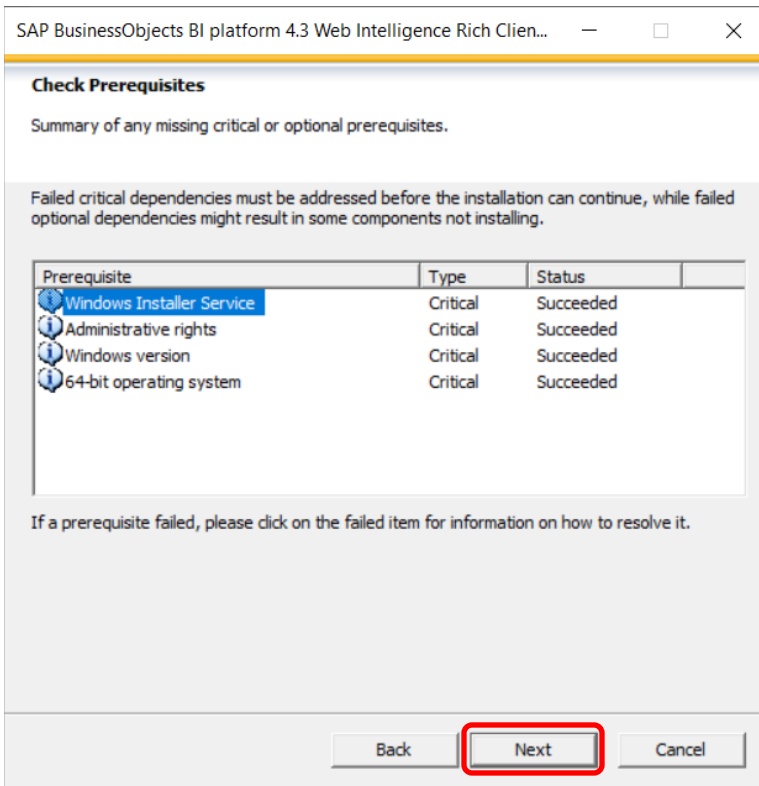 SAP BusinessObjects BI platform 4.3 Web Intelligence Rich Clien...
Check Prerequisites
Summary of any missing critical or optional prerequisites.
Failed critical dependencies must be addressed before the installation can continue, while failed
optional dependencies might result in some components not installing.
Prerequisite Type Status
Windows Installer Service Critical Succeeded
Administrative rights Critical Succeeded
Windows version Critical Succeeded
64-bit operating system Critical Succeeded
If a prerequisite failed, please click on the failed item for information on how to resolve it.
Back Next Cancel